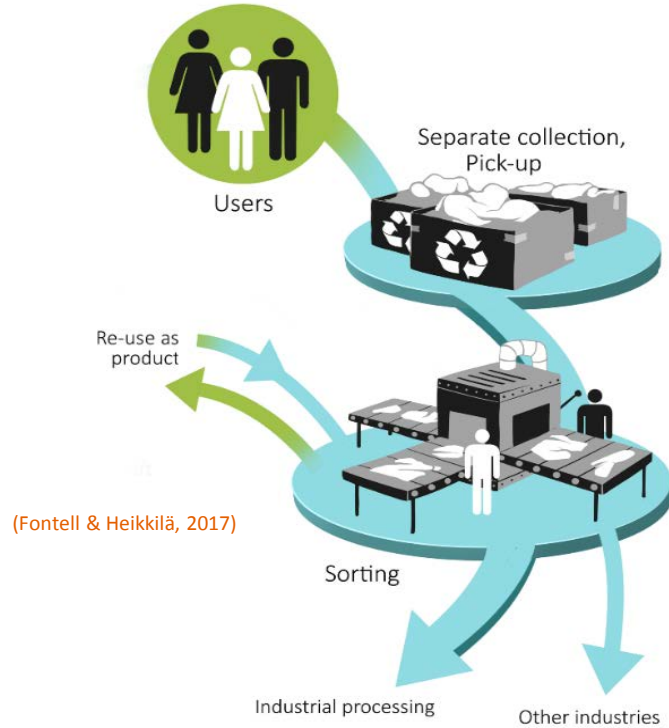 Separate collection,
Pick-up
Users
Re-use as
product
(Fontell & Heikkilä, 2017)
Sorting
Industrial processing
Other industries